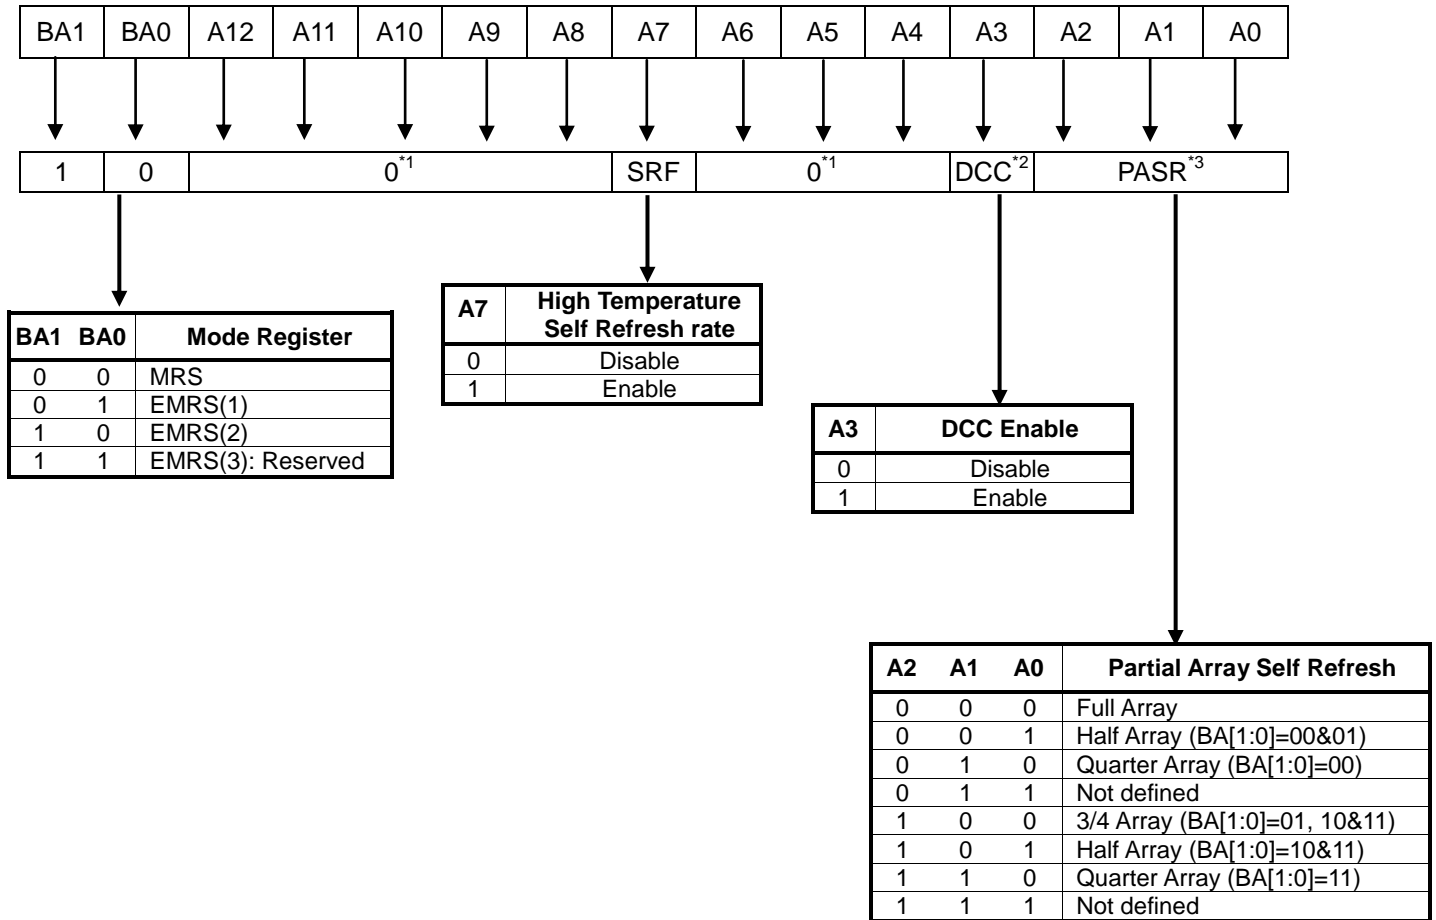 BA1 BA0 A12 A11 A10 A9 A8 A7 A6 A5 A4 A3 A2 A1 A0
1 0 0*1 SRF 0*1 DCC*2 PASR*3
BA1 BA0 Mode Register
0 0 MRS
0 1 EMRS(1)
1 0 EMRS(2)
1 1 EMRS(3): Reserved
A7 High Temperature
Self Refresh rate
0 Disable
1 Enable
A3 DCC Enable
0 Disable
1 Enable
A2 A1 A0 Partial Array Self Refresh
0 0 0 Full Array
0 0 1 Half Array (BA[1:0]=00&01)
0 1 0 Quarter Array (BA[1:0]=00)
0 1 1 Not defined
1 0 0 3/4 Array (BA[1:0]=01, 10&11)
1 0 1 Half Array (BA[1:0]=10&11)
1 1 0 Quarter Array (BA[1:0]=11)
1 1 1 Not defined